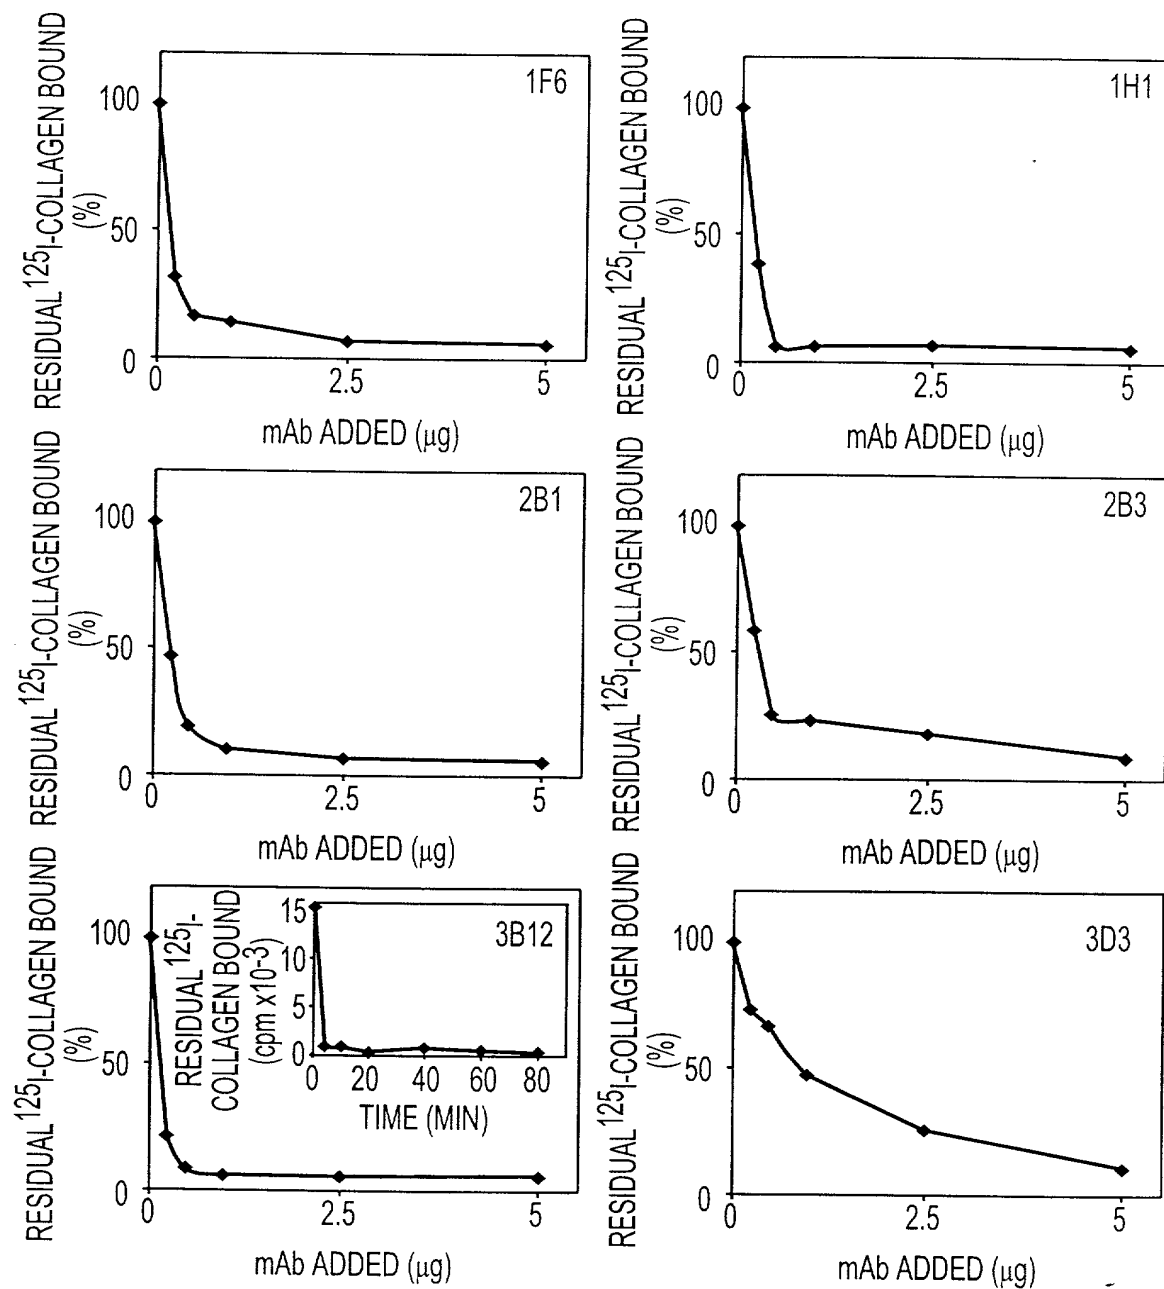 RESIDUAL 125I-COLLAGEN BOUND
(%)
1F6
100
50
0
0 2.5 5
mAb ADDED (µg)
RESIDUAL 125I-COLLAGEN BOUND
(%)
1H1
100
50
0
0 2.5 5
mAb ADDED (µg)
RESIDUAL 125I-COLLAGEN BOUND
(%)
2B1
100
50
0
0 2.5 5
mAb ADDED (µg)
RESIDUAL 125I-COLLAGEN BOUND
(%)
2B3
100
50
0
0 2.5 5
mAb ADDED (µg)
RESIDUAL 125I-COLLAGEN BOUND
(%)
3B12
100
50
0
0 2.5 5
mAb ADDED (µg)
RESIDUAL 125I-
COLLAGEN BOUND
(cpm x10-3)
15
10
5
0
0 20 40 60 80
TIME (MIN)
RESIDUAL 125I-COLLAGEN BOUND
(%)
3D3
100
50
0
0 2.5 5
mAb ADDED (µg)